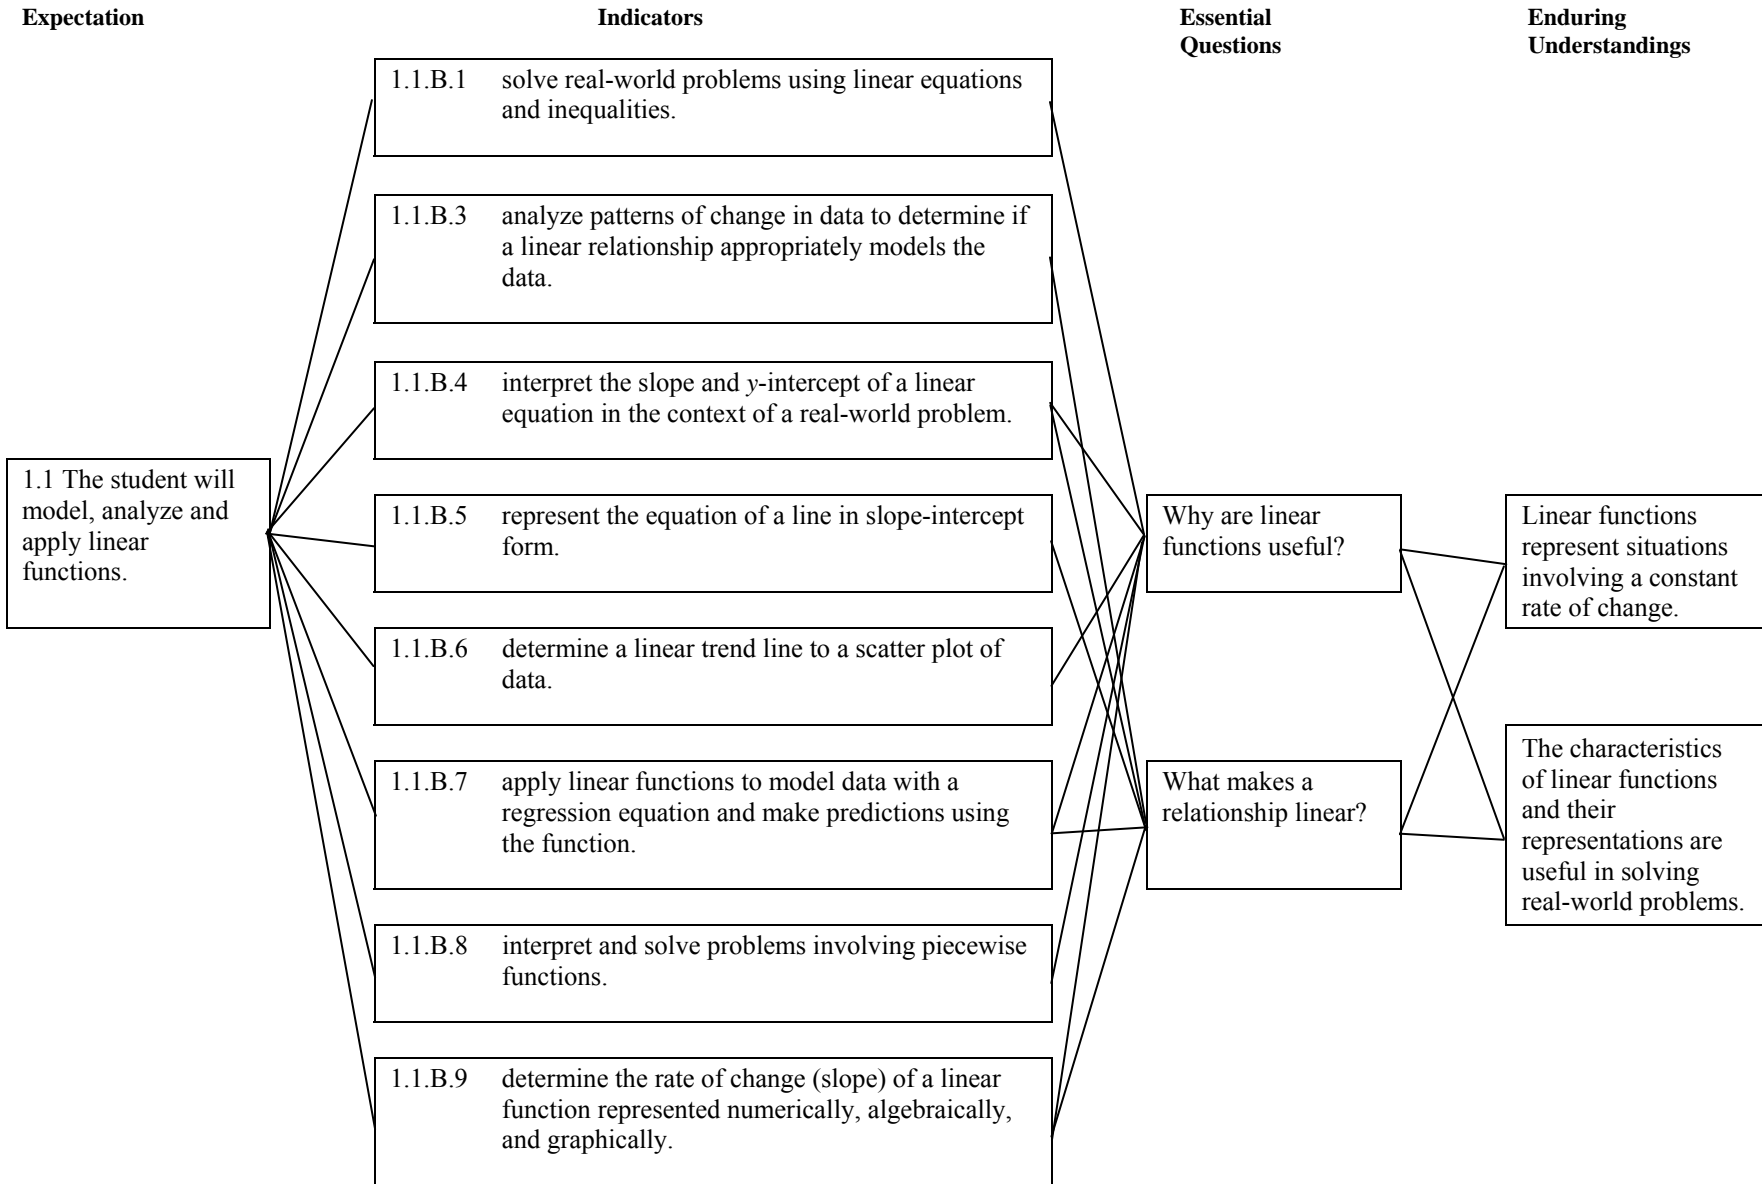 Expectation
Indicators
Essential
Questions
Enduring
Understandings
1.1 The student will
model, analyze and
apply linear
functions.
1.1.B.1 solve real-world problems using linear equations
and inequalities.
1.1.B.3 analyze patterns of change in data to determine if
a linear relationship appropriately models the
data.
1.1.B.4 interpret the slope and y-intercept of a linear
equation in the context of a real-world problem.
1.1.B.5 represent the equation of a line in slope-intercept
form.
1.1.B.6 determine a linear trend line to a scatter plot of
data.
1.1.B.7 apply linear functions to model data with a
regression equation and make predictions using
the function.
1.1.B.8 interpret and solve problems involving piecewise
functions.
1.1.B.9 determine the rate of change (slope) of a linear
function represented numerically, algebraically,
and graphically.
Why are linear
functions useful?
What makes a
relationship linear?
Linear functions
represent situations
involving a constant
rate of change.
The characteristics
of linear functions
and their
representations are
useful in solving
real-world problems.